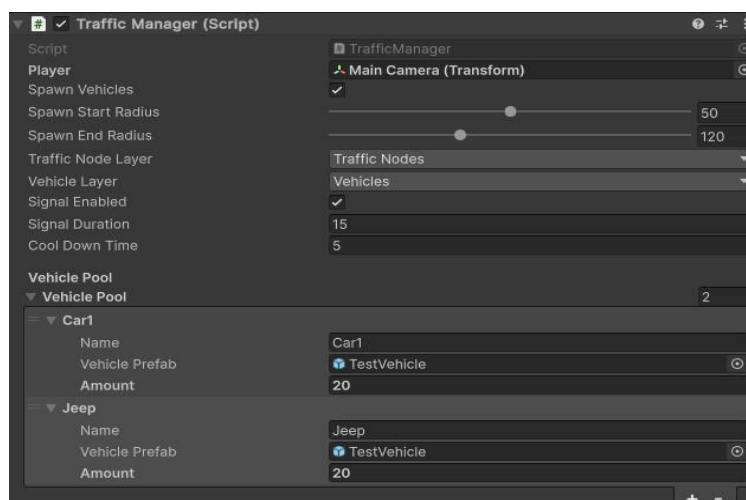 Traffic Manager (Script)
Script TrafficManager
Player Main Camera (Transform)
Spawn Vehicles
Spawn Start Radius 50
Spawn End Radius 120
Traffic Node Layer Traffic Nodes
Vehicle Layer Vehicles
Signal Enabled
Signal Duration 15
Cool Down Time 5
Vehicle Pool
Vehicle Pool 2
Car1
Name Car1
Vehicle Prefab TestVehicle
Amount 20
Jeep
Name Jeep
Vehicle Prefab TestVehicle
Amount 20